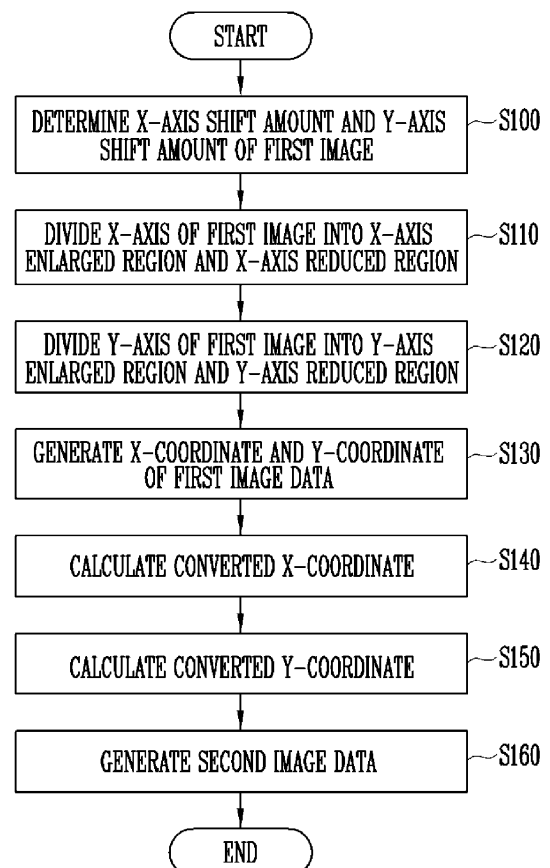 START
DETERMINE X-AXIS SHIFT AMOUNT AND Y-AXIS
SHIFT AMOUNT OF FIRST IMAGE
S100
DIVIDE X-AXIS OF FIRST IMAGE INTO X-AXIS
ENLARGED REGION AND X-AXIS REDUCED REGION
S110
DIVIDE Y-AXIS OF FIRST IMAGE INTO Y-AXIS
ENLARGED REGION AND Y-AXIS REDUCED REGION
S120
GENERATE X-COORDINATE AND Y-COORDINATE
OF FIRST IMAGE DATA
S130
CALCULATE CONVERTED X-COORDINATE
S140
CALCULATE CONVERTED Y-COORDINATE
S150
GENERATE SECOND IMAGE DATA
S160
END